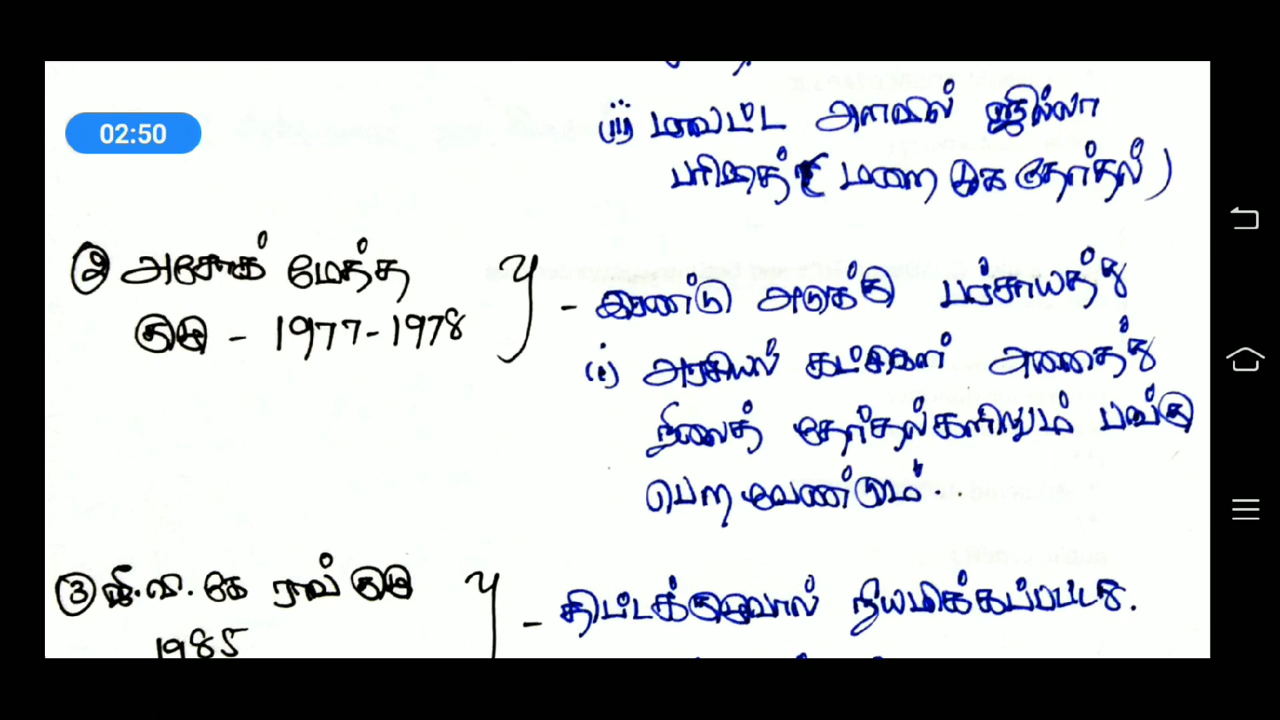 02:50
(iii) மாவட்ட அளவில் ஜில்லா
பரிஷத் ( மறைமுக தேர்தல் )
② அசோக் மேத்தா
குழு - 1977-1978
- இரண்டு அடுக்கு பஞ்சாயத்து
(i) அரசியல் கட்சிகள் அனைத்து
நிலைத் தேர்தல்களிலும் பங்கு
பெற வேண்டும்.
③ ஜி.வி.கே ராவ் குழு
1985
- திட்டக்குழுவால் நியமிக்கப்பட்டது.